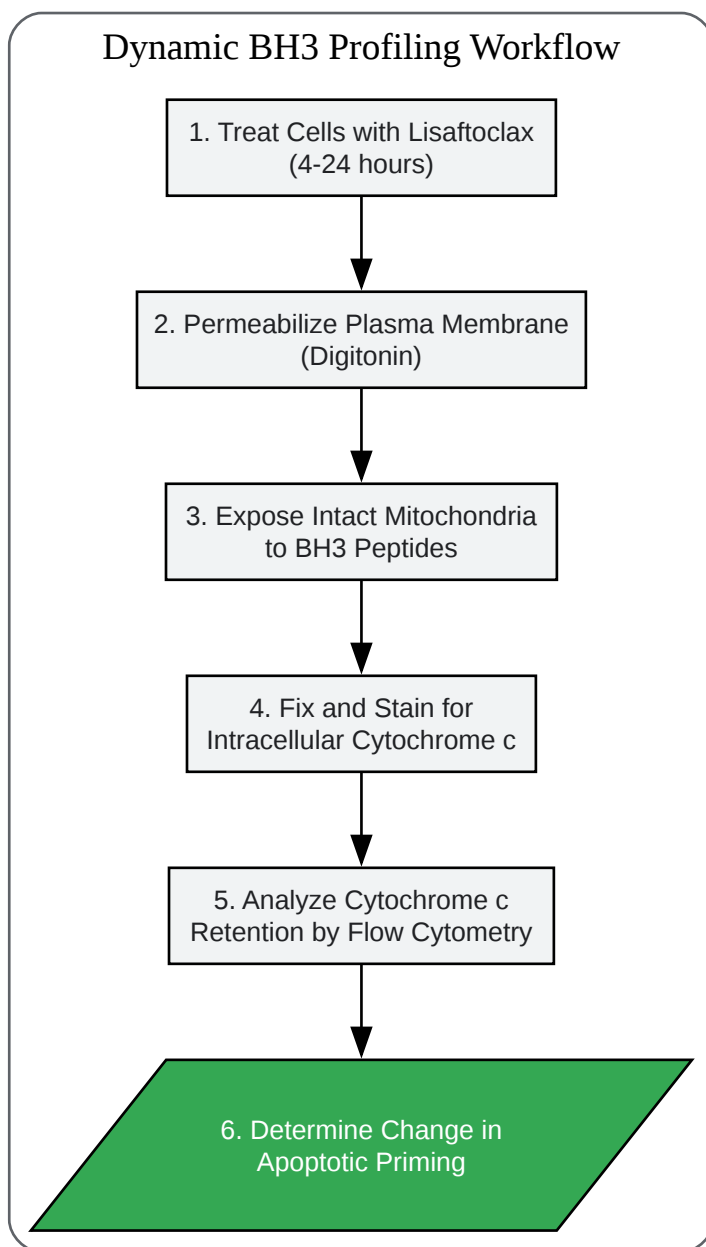 Dynamic BH3 Profiling Workflow
1. Treat Cells with Lisaftoclax
(4-24 hours)
2. Permeabilize Plasma Membrane
(Digitonin)
3. Expose Intact Mitochondria
to BH3 Peptides
4. Fix and Stain for
Intracellular Cytochrome c
5. Analyze Cytochrome c
Retention by Flow Cytometry
6. Determine Change in
Apoptotic Priming